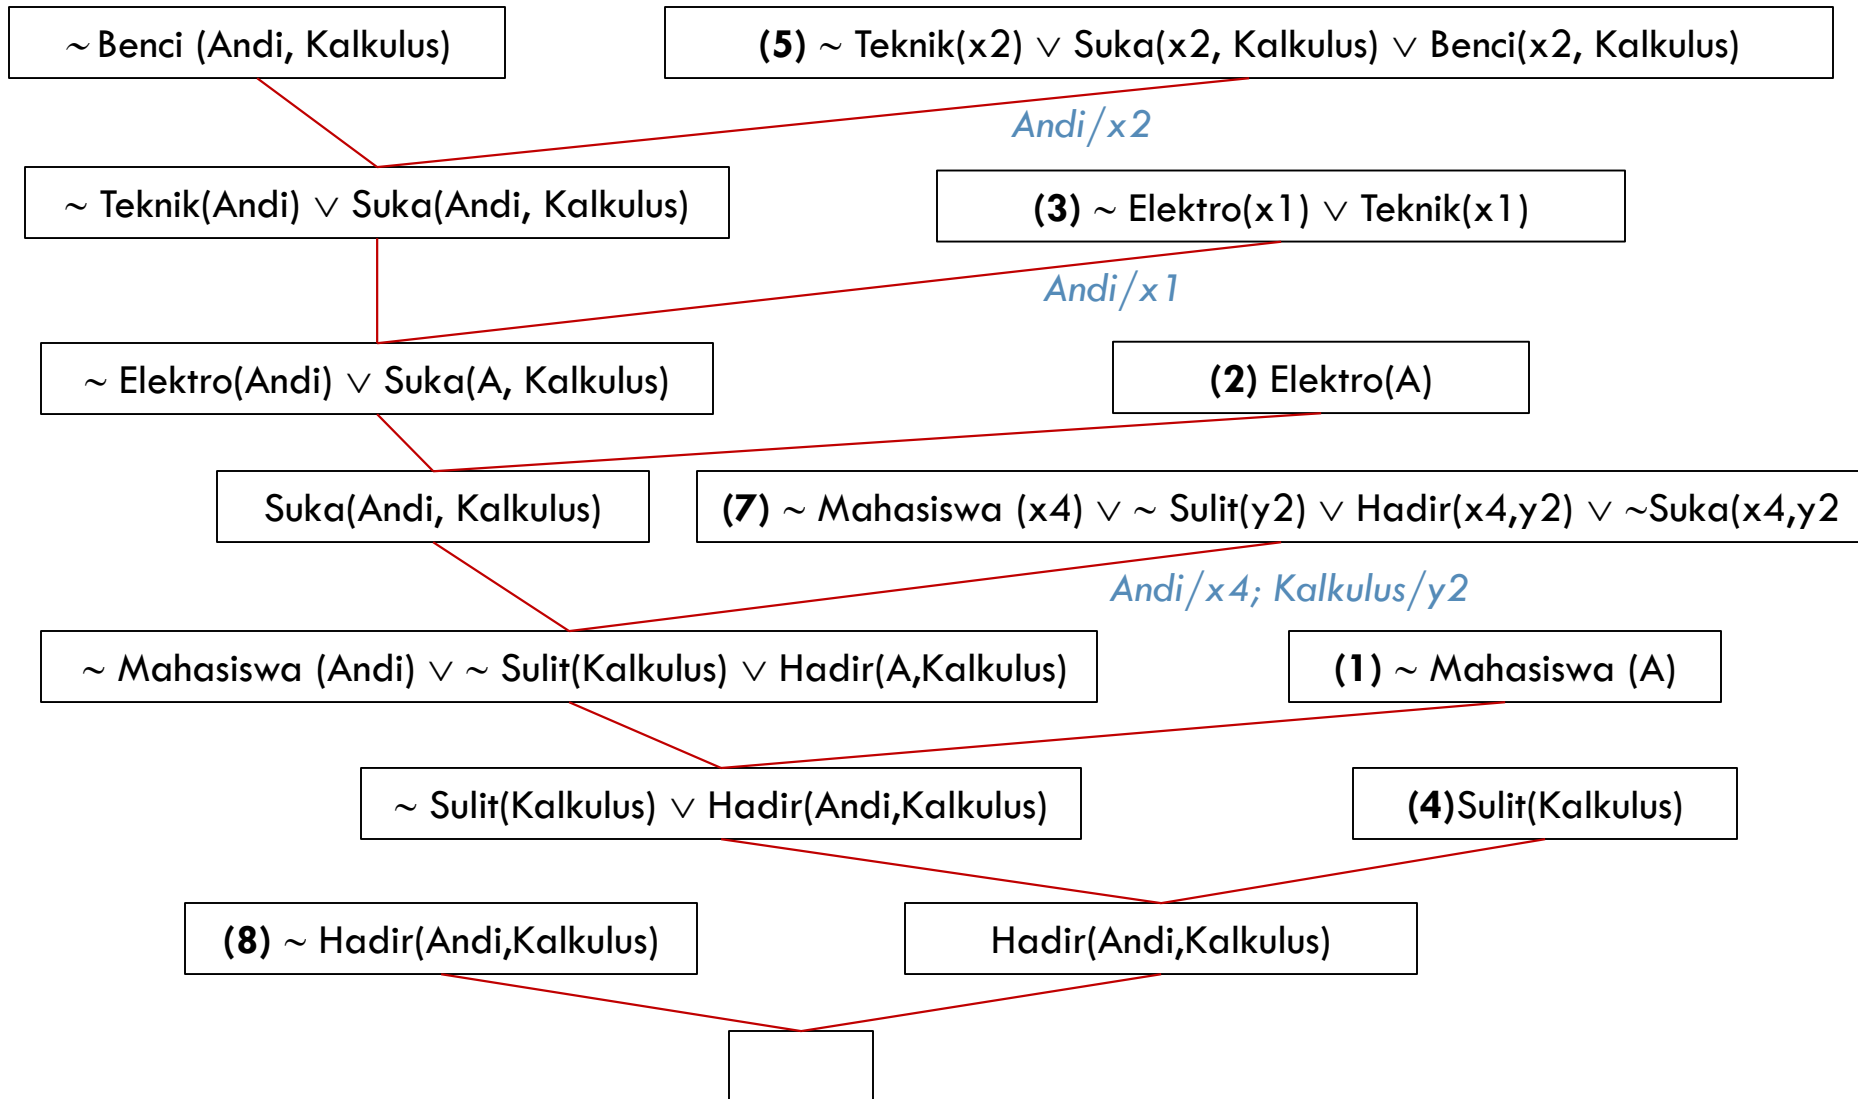 ~ Benci (Andi, Kalkulus)
(5) ~ Teknik(x2) ∨ Suka(x2, Kalkulus) ∨ Benci(x2, Kalkulus)
Andi/x2
~ Teknik(Andi) ∨ Suka(Andi, Kalkulus)
(3) ~ Elektro(x1) ∨ Teknik(x1)
Andi/x1
~ Elektro(Andi) ∨ Suka(A, Kalkulus)
(2) Elektro(A)
Suka(Andi, Kalkulus)
(7) ~ Mahasiswa (x4) ∨ ~ Sulit(y2) ∨ Hadir(x4,y2) ∨ ~Suka(x4,y2
Andi/x4; Kalkulus/y2
~ Mahasiswa (Andi) ∨ ~ Sulit(Kalkulus) ∨ Hadir(A,Kalkulus)
(1) ~ Mahasiswa (A)
~ Sulit(Kalkulus) ∨ Hadir(Andi,Kalkulus)
(4)Sulit(Kalkulus)
(8) ~ Hadir(Andi,Kalkulus)
Hadir(Andi,Kalkulus)